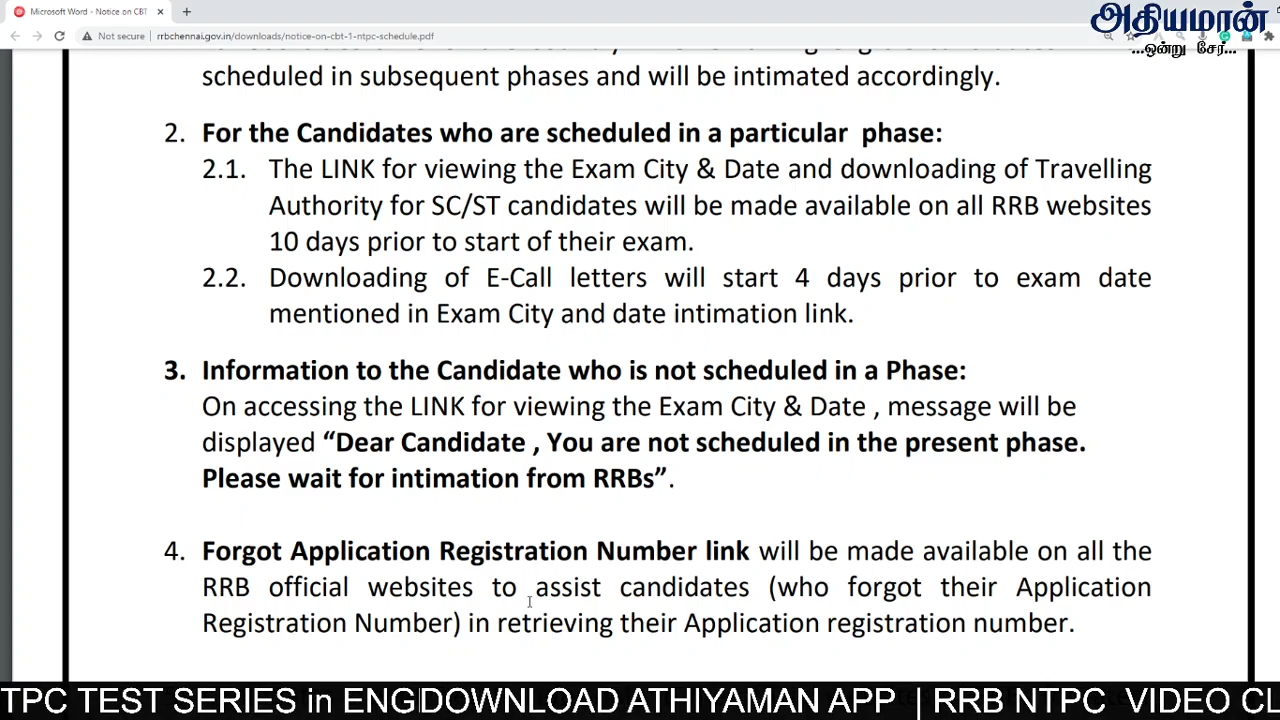 Microsoft Word - Notice on CBT
அதியமான்
...ஒன்று சேர்...
Not secure | rrbchennai.gov.in/downloads/notice-on-cbt-1-ntpc-schedule.pdf
scheduled in subsequent phases and will be intimated accordingly.
2. For the Candidates who are scheduled in a particular phase:
2.1. The LINK for viewing the Exam City & Date and downloading of Travelling
Authority for SC/ST candidates will be made available on all RRB websites
10 days prior to start of their exam.
2.2. Downloading of E-Call letters will start 4 days prior to exam date
mentioned in Exam City and date intimation link.
3. Information to the Candidate who is not scheduled in a Phase:
On accessing the LINK for viewing the Exam City & Date , message will be
displayed “Dear Candidate , You are not scheduled in the present phase.
Please wait for intimation from RRBs”.
4. Forgot Application Registration Number link will be made available on all the
RRB official websites to assist candidates (who forgot their Application
Registration Number) in retrieving their Application registration number.
TPC TEST SERIES in ENG DOWNLOAD ATHIYAMAN APP | RRB NTPC VIDEO CL